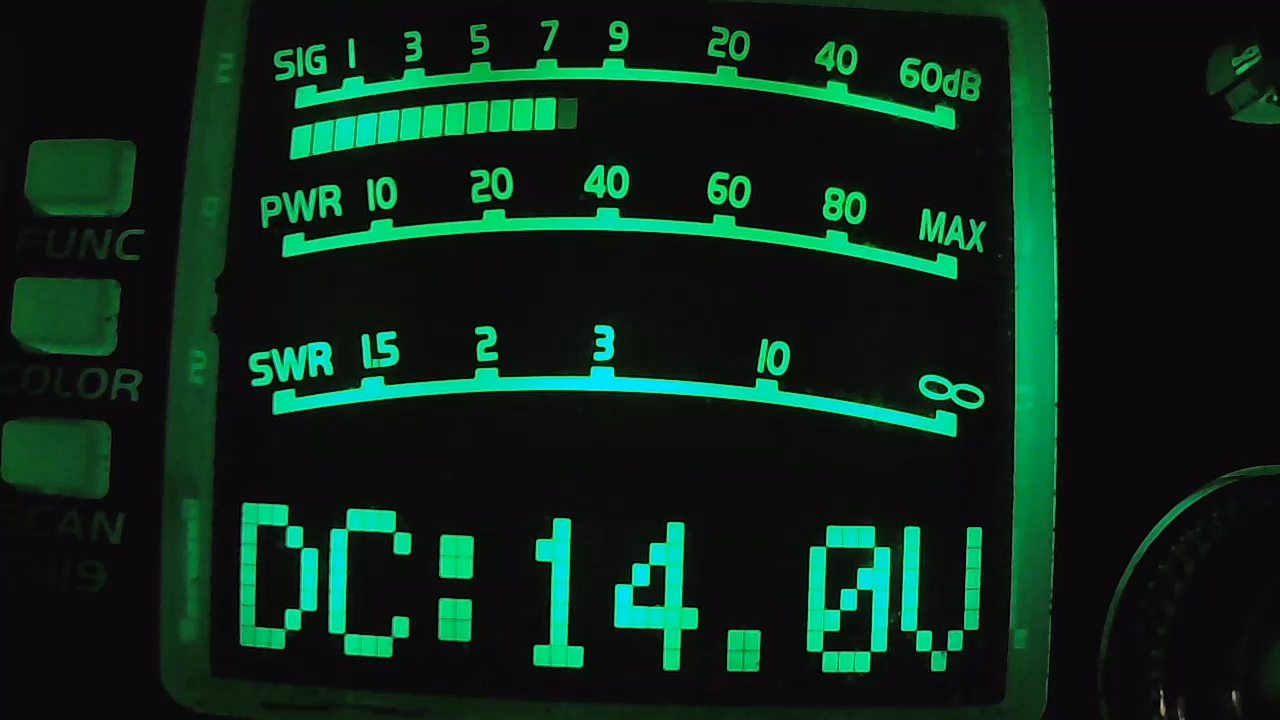 SIG 1 3 5 7 9 20 40 60dB
PWR 10 20 40 60 80 MAX
FUNC
SWR 1.5 2 3 10 ∞
COLOR
SCAN
DC:14.0V